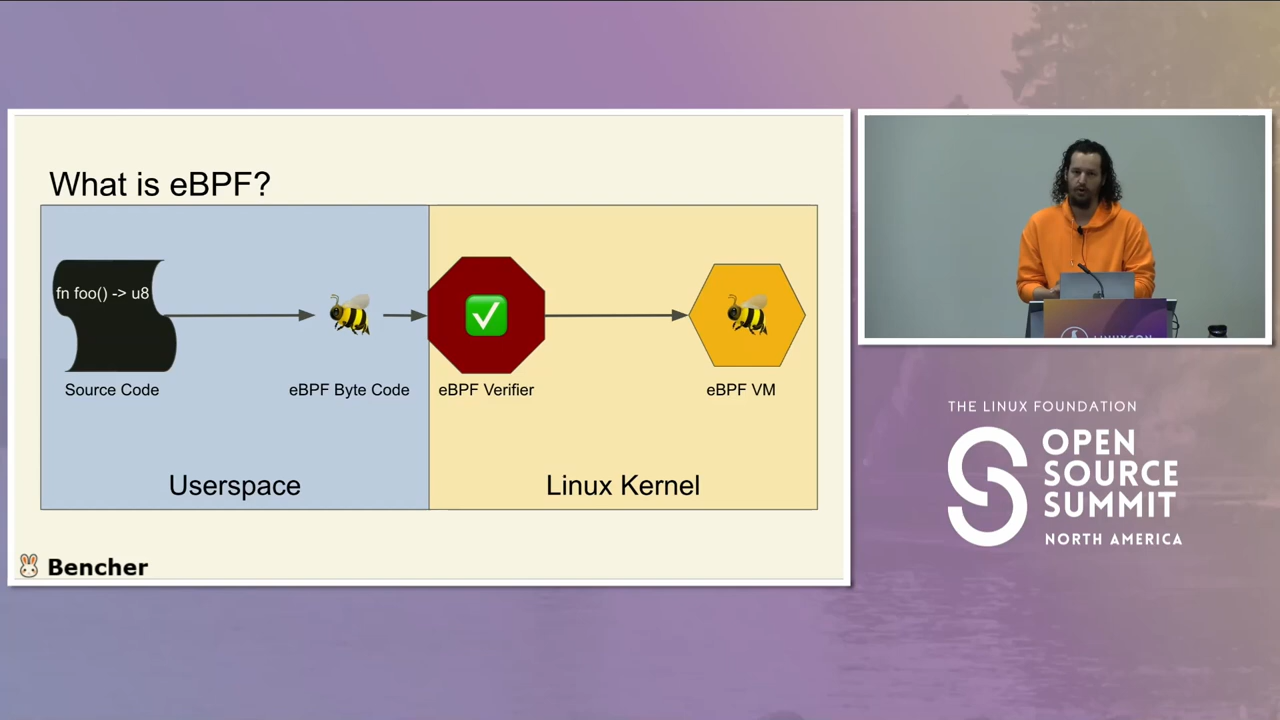 What is eBPF?
fn foo() -> u8
Source Code
eBPF Byte Code
eBPF Verifier
eBPF VM
Userspace
Linux Kernel
Bencher
THE LINUX FOUNDATION
OPEN
SOURCE
SUMMIT
NORTH AMERICA
LINUXCON